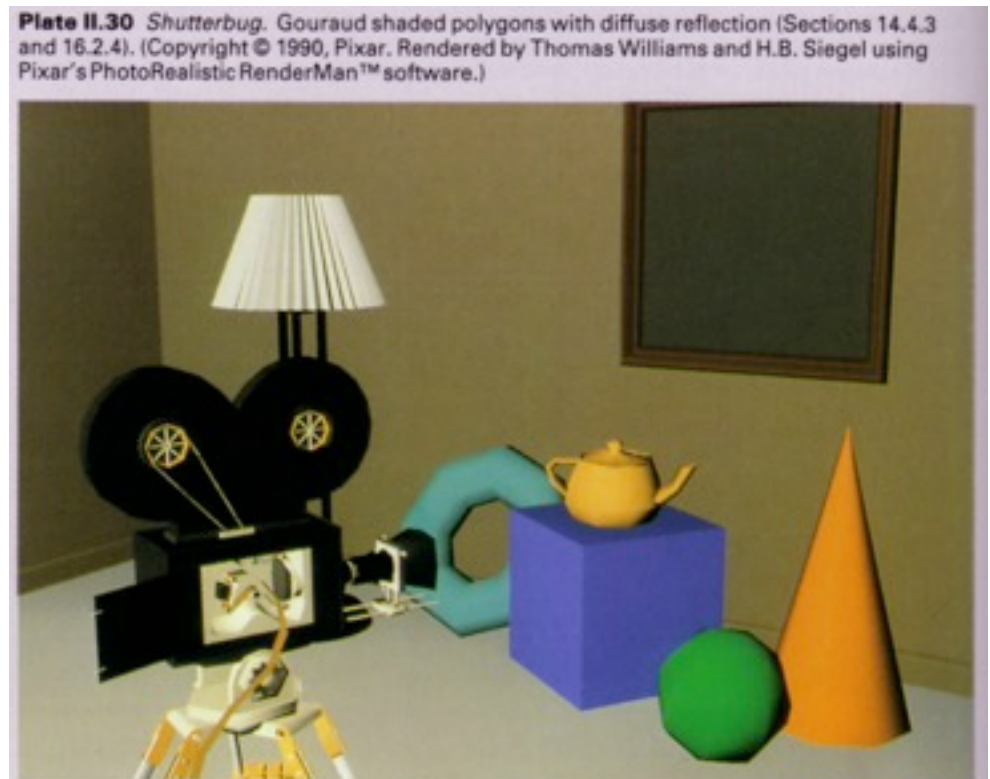 Plate II.30 Shutterbug. Gouraud shaded polygons with diffuse reflection (Sections 14.4.3
and 16.2.4). (Copyright © 1990, Pixar. Rendered by Thomas Williams and H.B. Siegel using
Pixar's PhotoRealistic RenderMan™ software.)